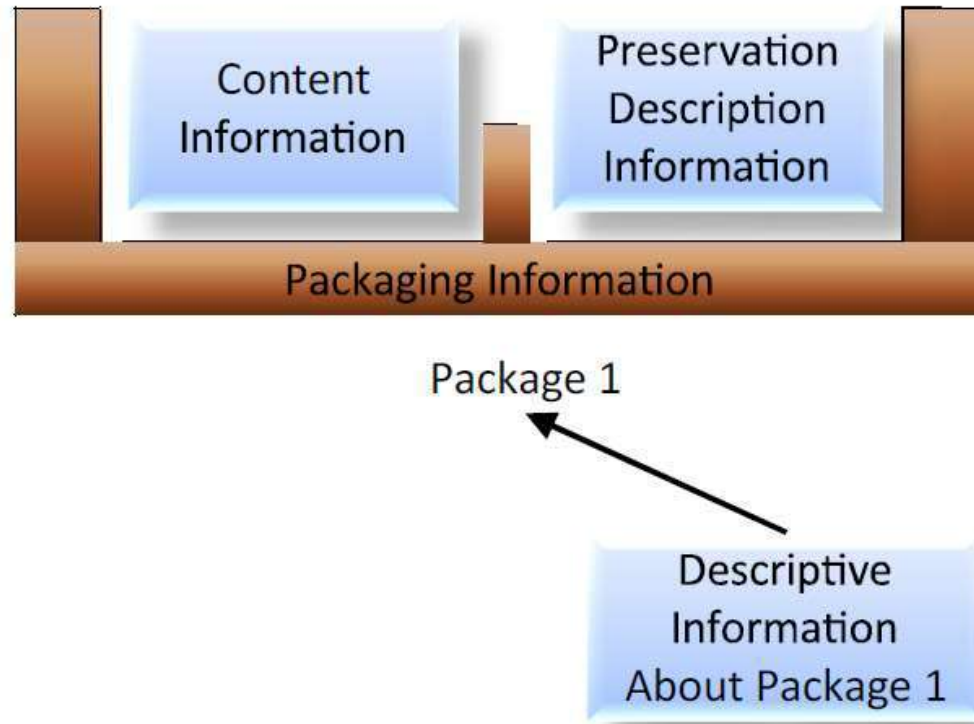 Content
Information
Preservation
Description
Information
Packaging Information
Package 1
Descriptive
Information
About Package 1